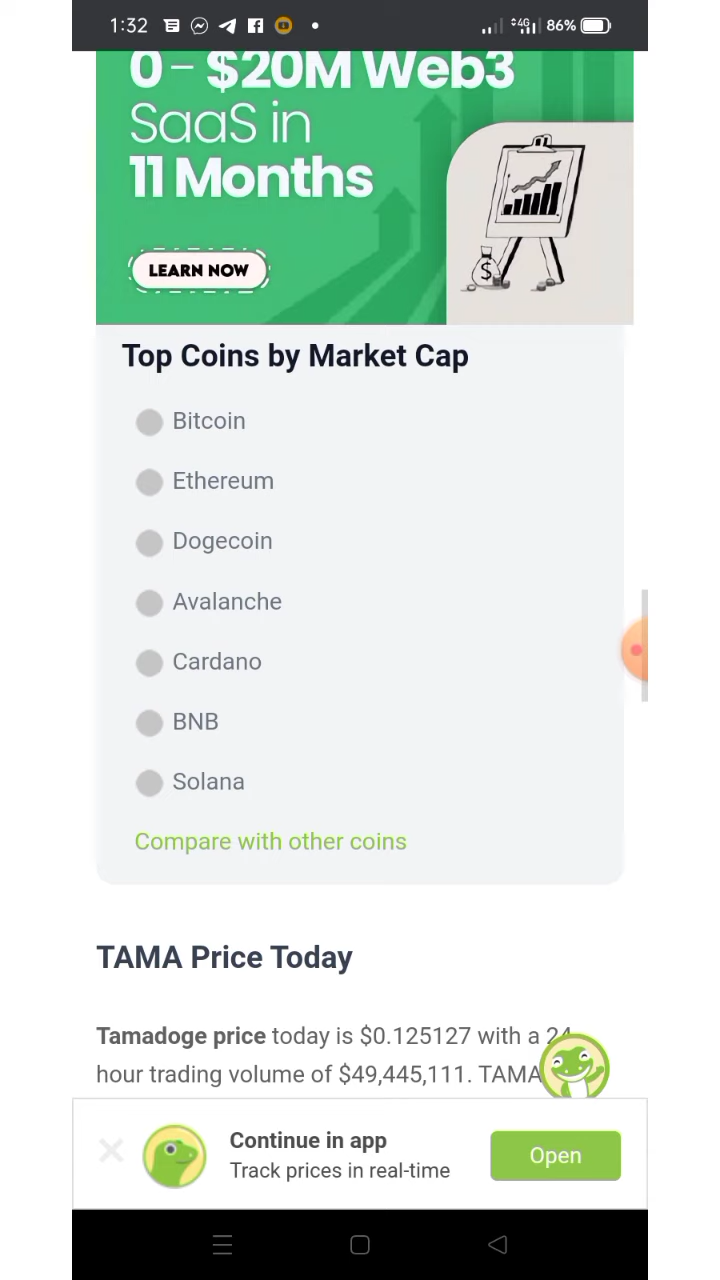 1:32
4G
86%
0 – $20M Web3
SaaS in
11 Months
LEARN NOW
$
Top Coins by Market Cap
Bitcoin
Ethereum
Dogecoin
Avalanche
Cardano
BNB
Solana
Compare with other coins
TAMA Price Today
Tamadoge price today is $0.125127 with a 24-
hour trading volume of $49,445,111. TAMA
Continue in app
Track prices in real-time
Open